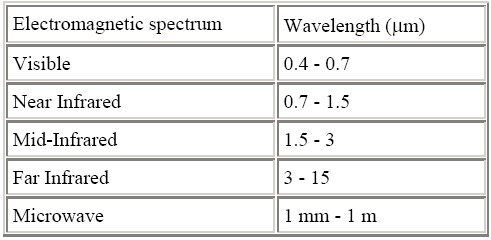 Electromagnetic spectrum Wavelength (μm)
Visible 0.4 - 0.7
Near Infrared 0.7 - 1.5
Mid-Infrared 1.5 - 3
Far Infrared 3 - 15
Microwave 1 mm - 1 m